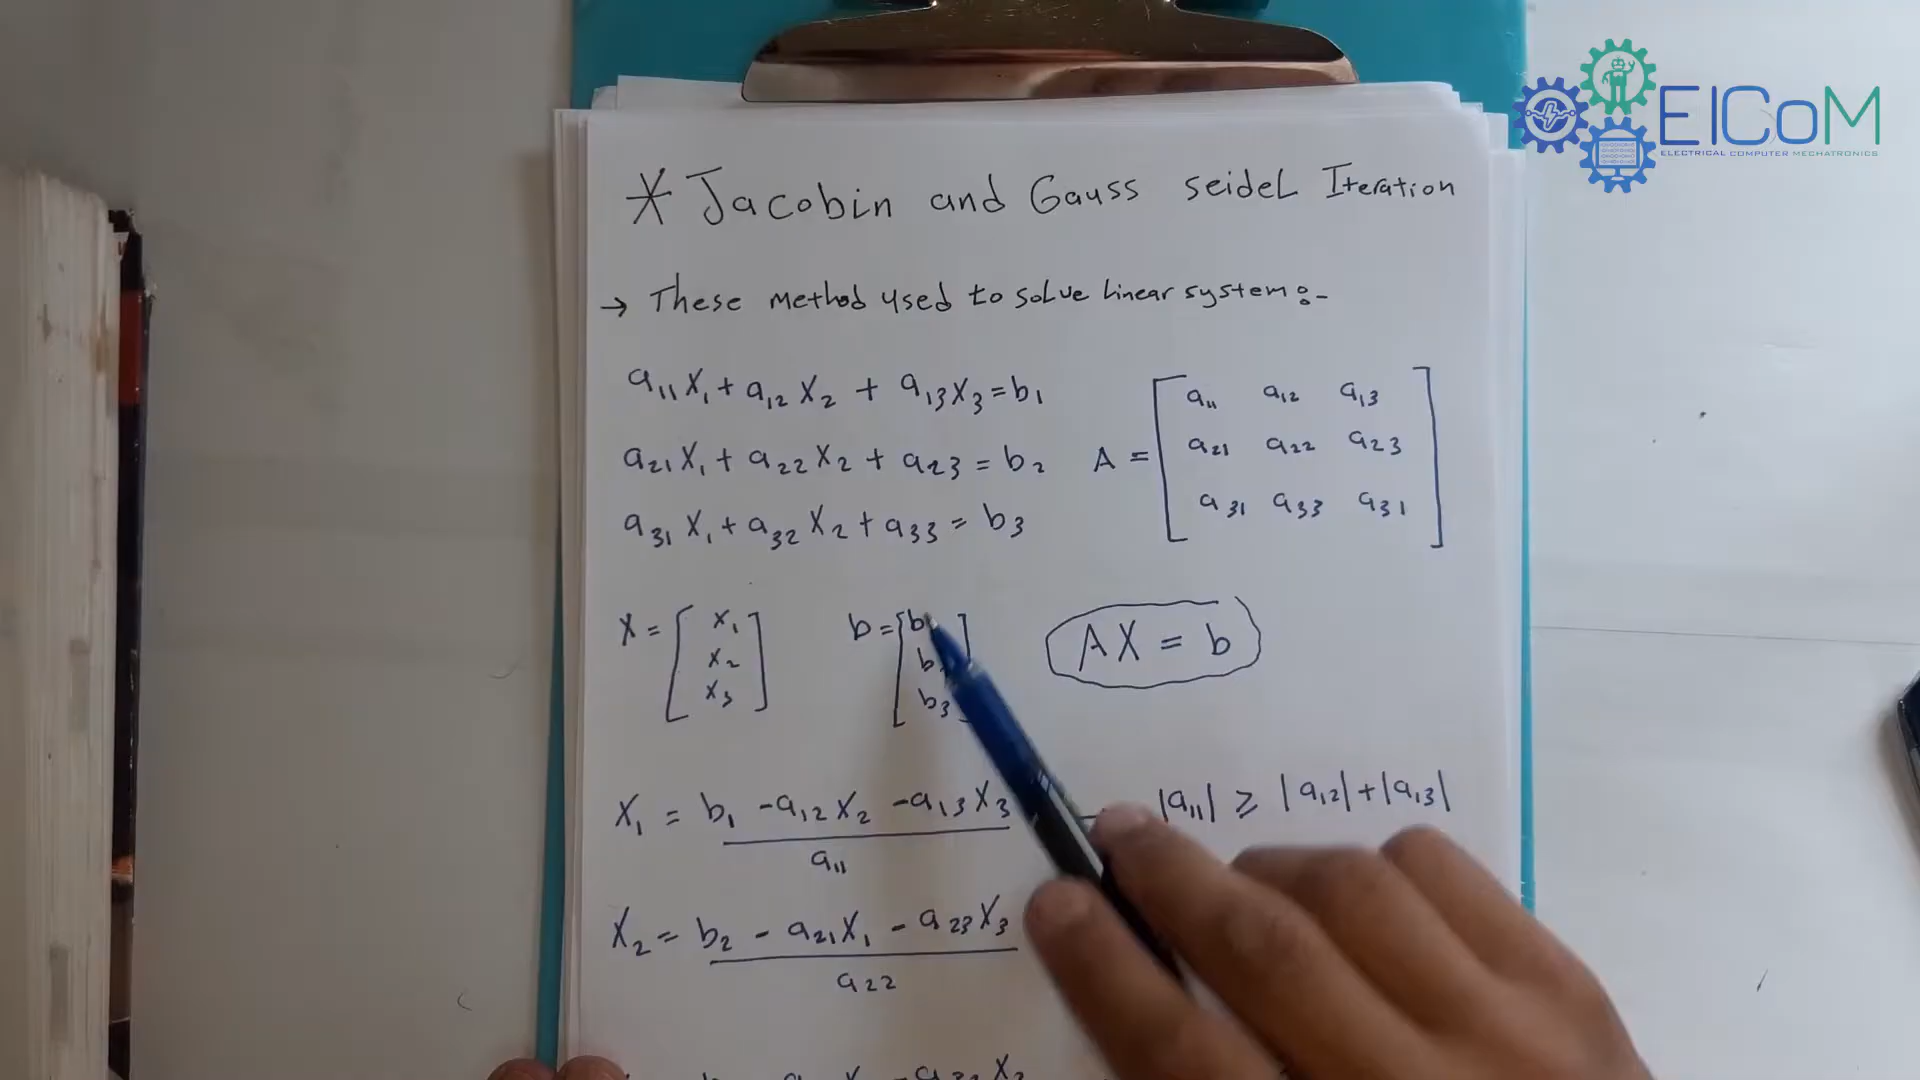 EICoM
ELECTRICAL COMPUTER MECHATRONICS
* Jacobin and Gauss seidel Iteration
→ These method used to solve linear system:-
a11 x1 + a12 x2 + a13 x3 = b1
a21 x1 + a22 x2 + a23 = b2
a31 x1 + a32 x2 + a33 = b3
A = [ a11 a12 a13
a21 a22 a23
a31 a33 a31 ]
X = [ x1
x2
x3 ]
b = [ b
b
b3 ]
AX = b
x1 = b1 - a12 x2 - a13 x3 / a11
|a11| ≥ |a12| + |a13|
x2 = b2 - a21 x1 - a23 x3 / a22